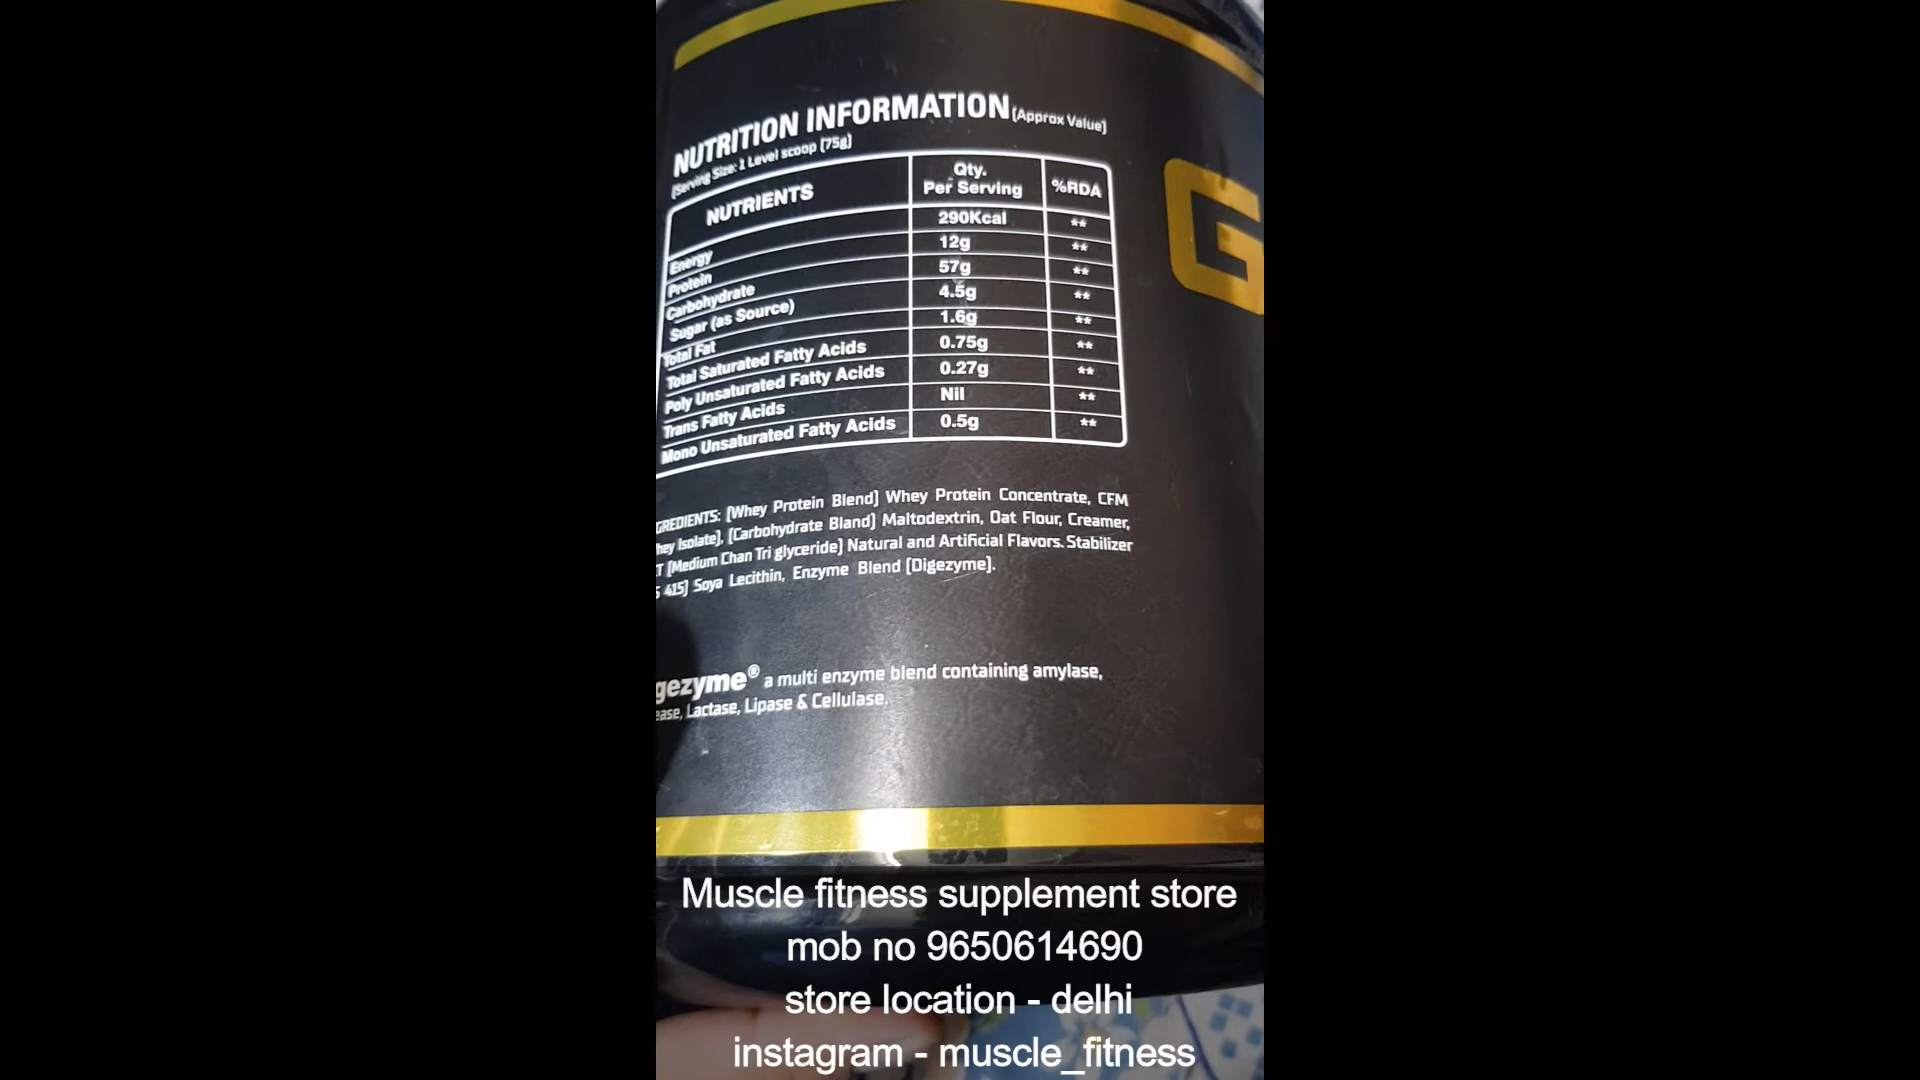 NUTRITION INFORMATION (Approx Value)
(Serving Size: 1 Level scoop (75g)
NUTRIENTS Qty. Per Serving %RDA
Energy 290Kcal **
Protein 12g **
Carbohydrate 57g **
Sugar (as Source) 4.5g **
Total Fat 1.6g **
Total Saturated Fatty Acids 0.75g **
Poly Unsaturated Fatty Acids 0.27g **
Trans Fatty Acids Nil **
Mono Unsaturated Fatty Acids 0.5g **
GREDIENTS: [Whey Protein Blend] Whey Protein Concentrate, CFM
hey Isolate], [Carbohydrate Bland] Maltodextrin, Oat Flour, Creamer,
T [Medium Chan Tri glyceride] Natural and Artificial Flavors. Stabilizer
415] Soya Lecithin, Enzyme Blend [Digezyme].
gezyme® a multi enzyme blend containing amylase,
ease, Lactase, Lipase & Cellulase.
G
Muscle fitness supplement store
mob no 9650614690
store location - delhi
instagram - muscle_fitness